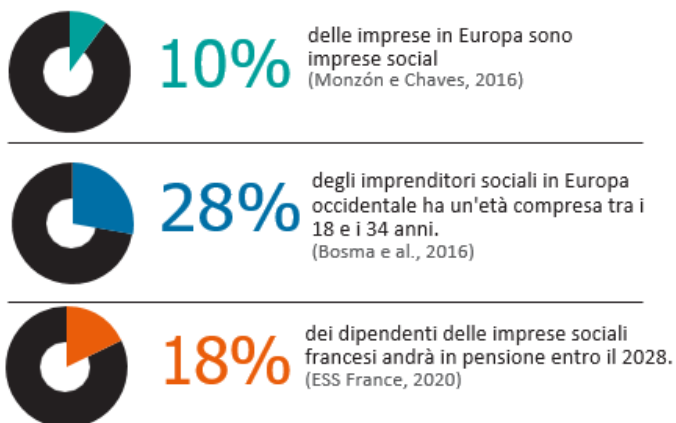 10%
delle imprese in Europa sono
imprese social
(Monzón e Chaves, 2016)
28%
degli imprenditori sociali in Europa
occidentale ha un'età compresa tra i
18 e i 34 anni.
(Bosma e al., 2016)
18%
dei dipendenti delle imprese sociali
francesi andrà in pensione entro il 2028.
(ESS France, 2020)